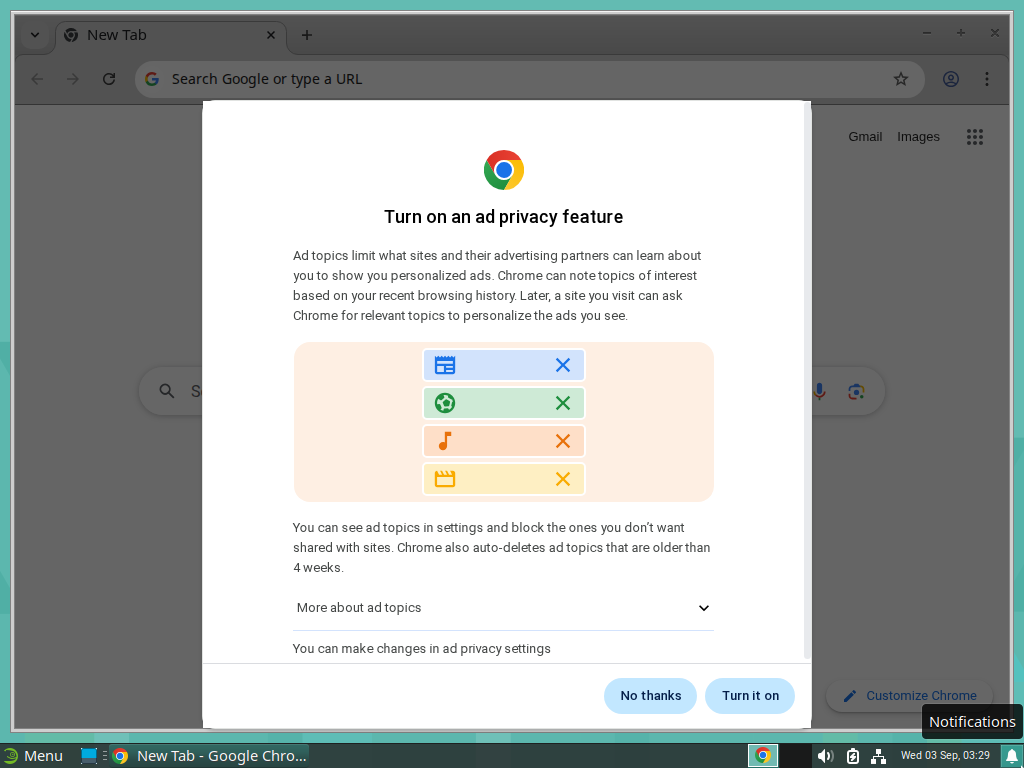 New Tab
Search Google or type a URL
Gmail Images
Turn on an ad privacy feature
Ad topics limit what sites and their advertising partners can learn about
you to show you personalized ads. Chrome can note topics of interest
based on your recent browsing history. Later, a site you visit can ask
Chrome for relevant topics to personalize the ads you see.
S
You can see ad topics in settings and block the ones you don’t want
shared with sites. Chrome also auto-deletes ad topics that are older than
4 weeks.
More about ad topics
You can make changes in ad privacy settings
No thanks
Turn it on
Customize Chrome
Notifications
Menu
New Tab - Google Chro...
Wed 03 Sep, 03:29